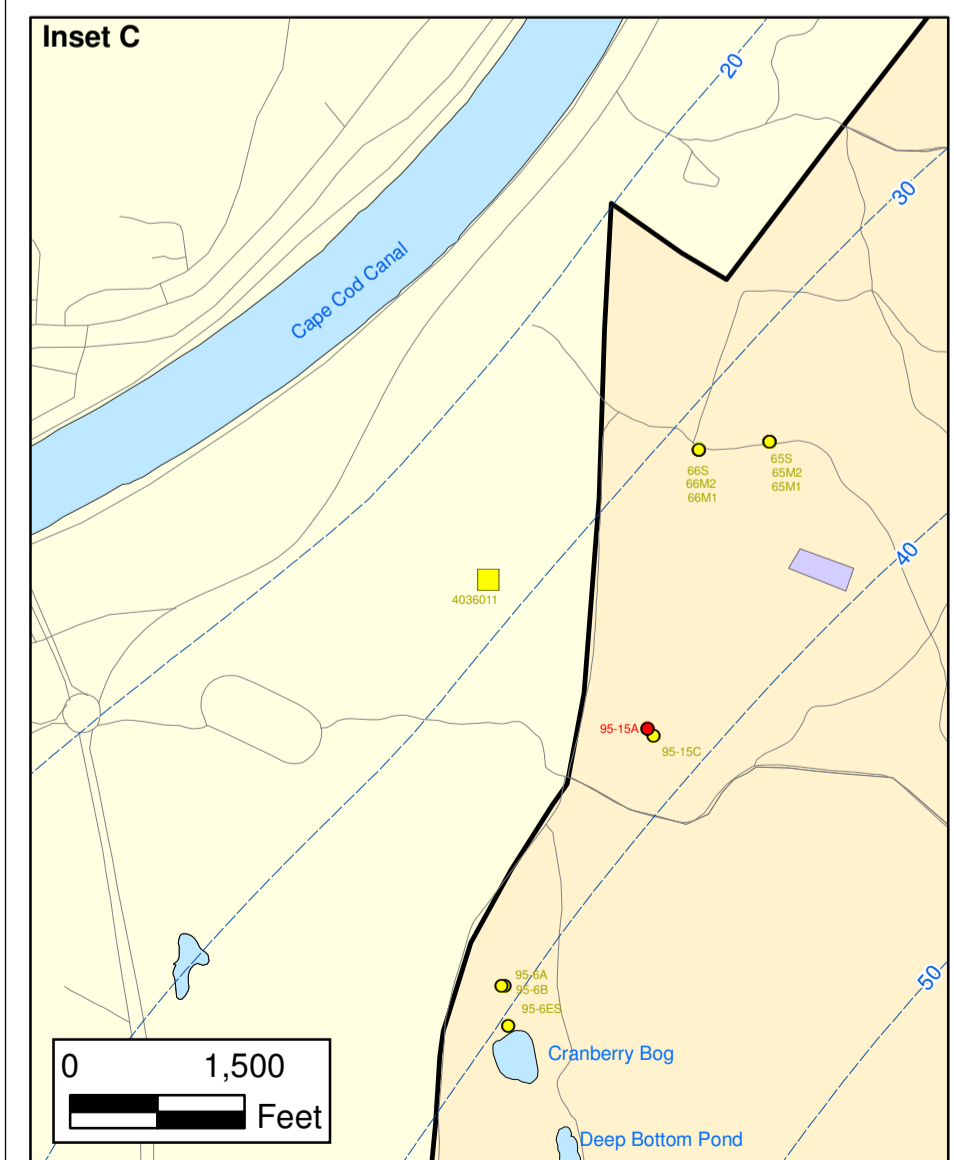 Inset C
20
30
Cape Cod Canal
66S
66M2
66M1
65S
65M2
65M1
40
4036011
95-15A
95-15C
50
95-6A
95-6B
95-6ES
Cranberry Bog
0 1,500
Feet
Deep Bottom Pond